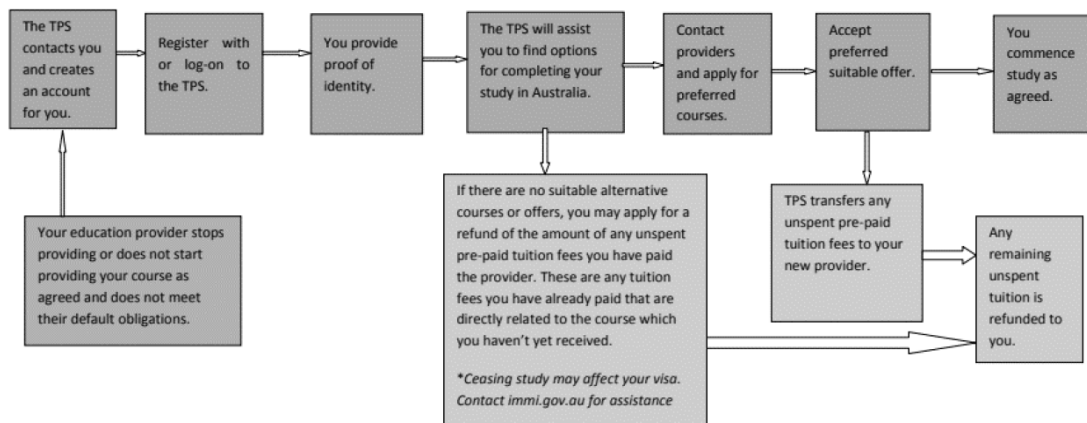 The TPS
contacts you
and creates
an account
for you.
Register with
or log-on to
the TPS.
You provide
proof of
identity.
The TPS will assist
you to find options
for completing your
study in Australia.
Contact
providers
and apply for
preferred
courses.
Accept
preferred
suitable offer.
You
commence
study as
agreed.
Your education provider stops
providing or does not start
providing your course as
agreed and does not meet
their default obligations.
If there are no suitable alternative
courses or offers, you may apply for a
refund of the amount of any unspent
pre-paid tuition fees you have paid
the provider. These are any tuition
fees you have already paid that are
directly related to the course which
you haven’t yet received.
*Ceasing study may affect your visa.
Contact immi.gov.au for assistance
TPS transfers any
unspent pre-paid
tuition fees to your
new provider.
Any
remaining
unspent
tuition is
refunded to
you.